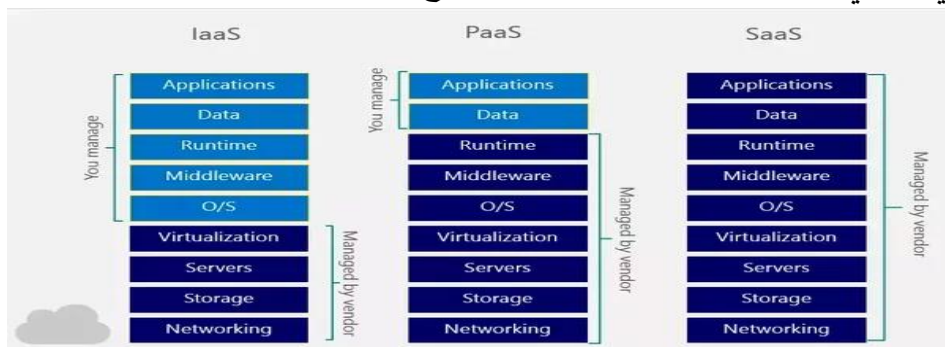 IaaS
You manage
Applications
Data
Runtime
Middleware
O/S
Virtualization
Servers
Storage
Networking
Managed by vendor
PaaS
You manage
Applications
Data
Runtime
Middleware
O/S
Virtualization
Servers
Storage
Networking
Managed by vendor
SaaS
Applications
Data
Runtime
Middleware
O/S
Virtualization
Servers
Storage
Networking
Managed by vendor